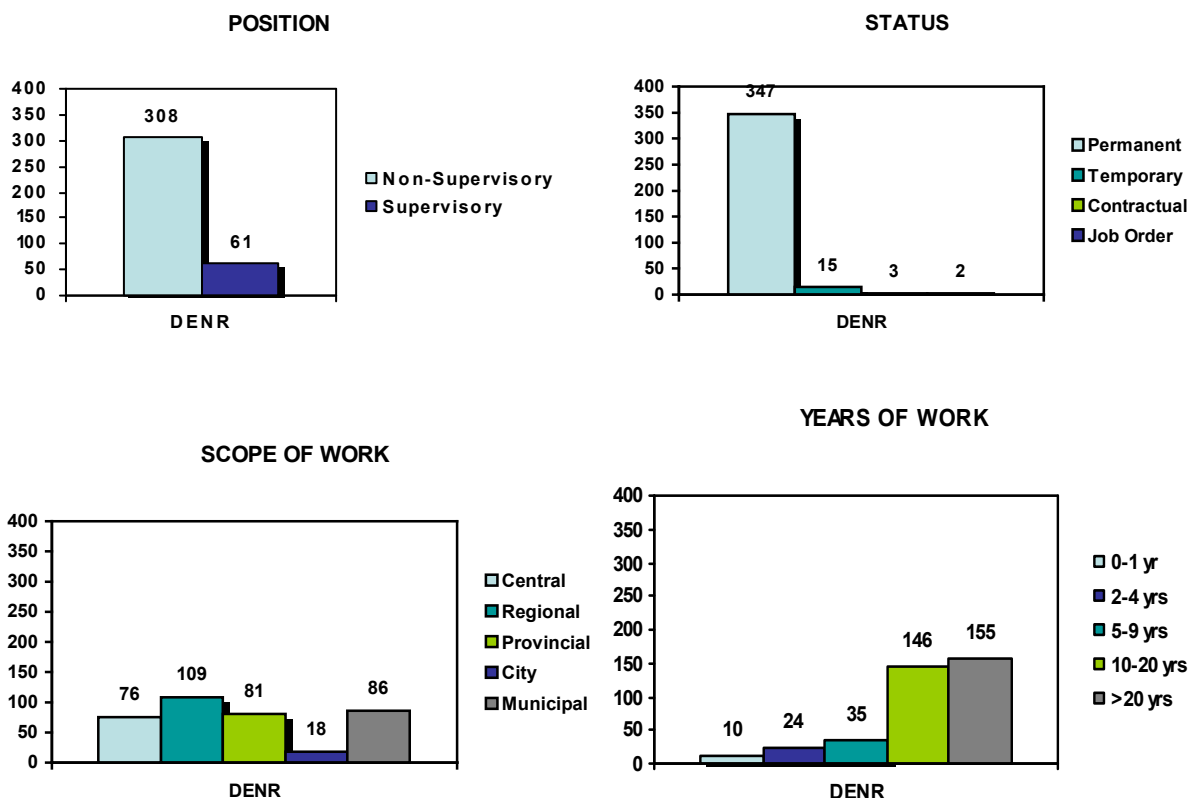 POSITION
400
350
300
250
200
150
100
50
0
308
61
DENR
Non-Supervisory
Supervisory
STATUS
400
350
300
250
200
150
100
50
0
347
15
3
2
DENR
Permanent
Temporary
Contractual
Job Order
SCOPE OF WORK
400
350
300
250
200
150
100
50
0
76
109
81
18
86
DENR
Central
Regional
Provincial
City
Municipal
YEARS OF WORK
400
350
300
250
200
150
100
50
0
10
24
35
146
155
DENR
0-1 yr
2-4 yrs
5-9 yrs
10-20 yrs
>20 yrs